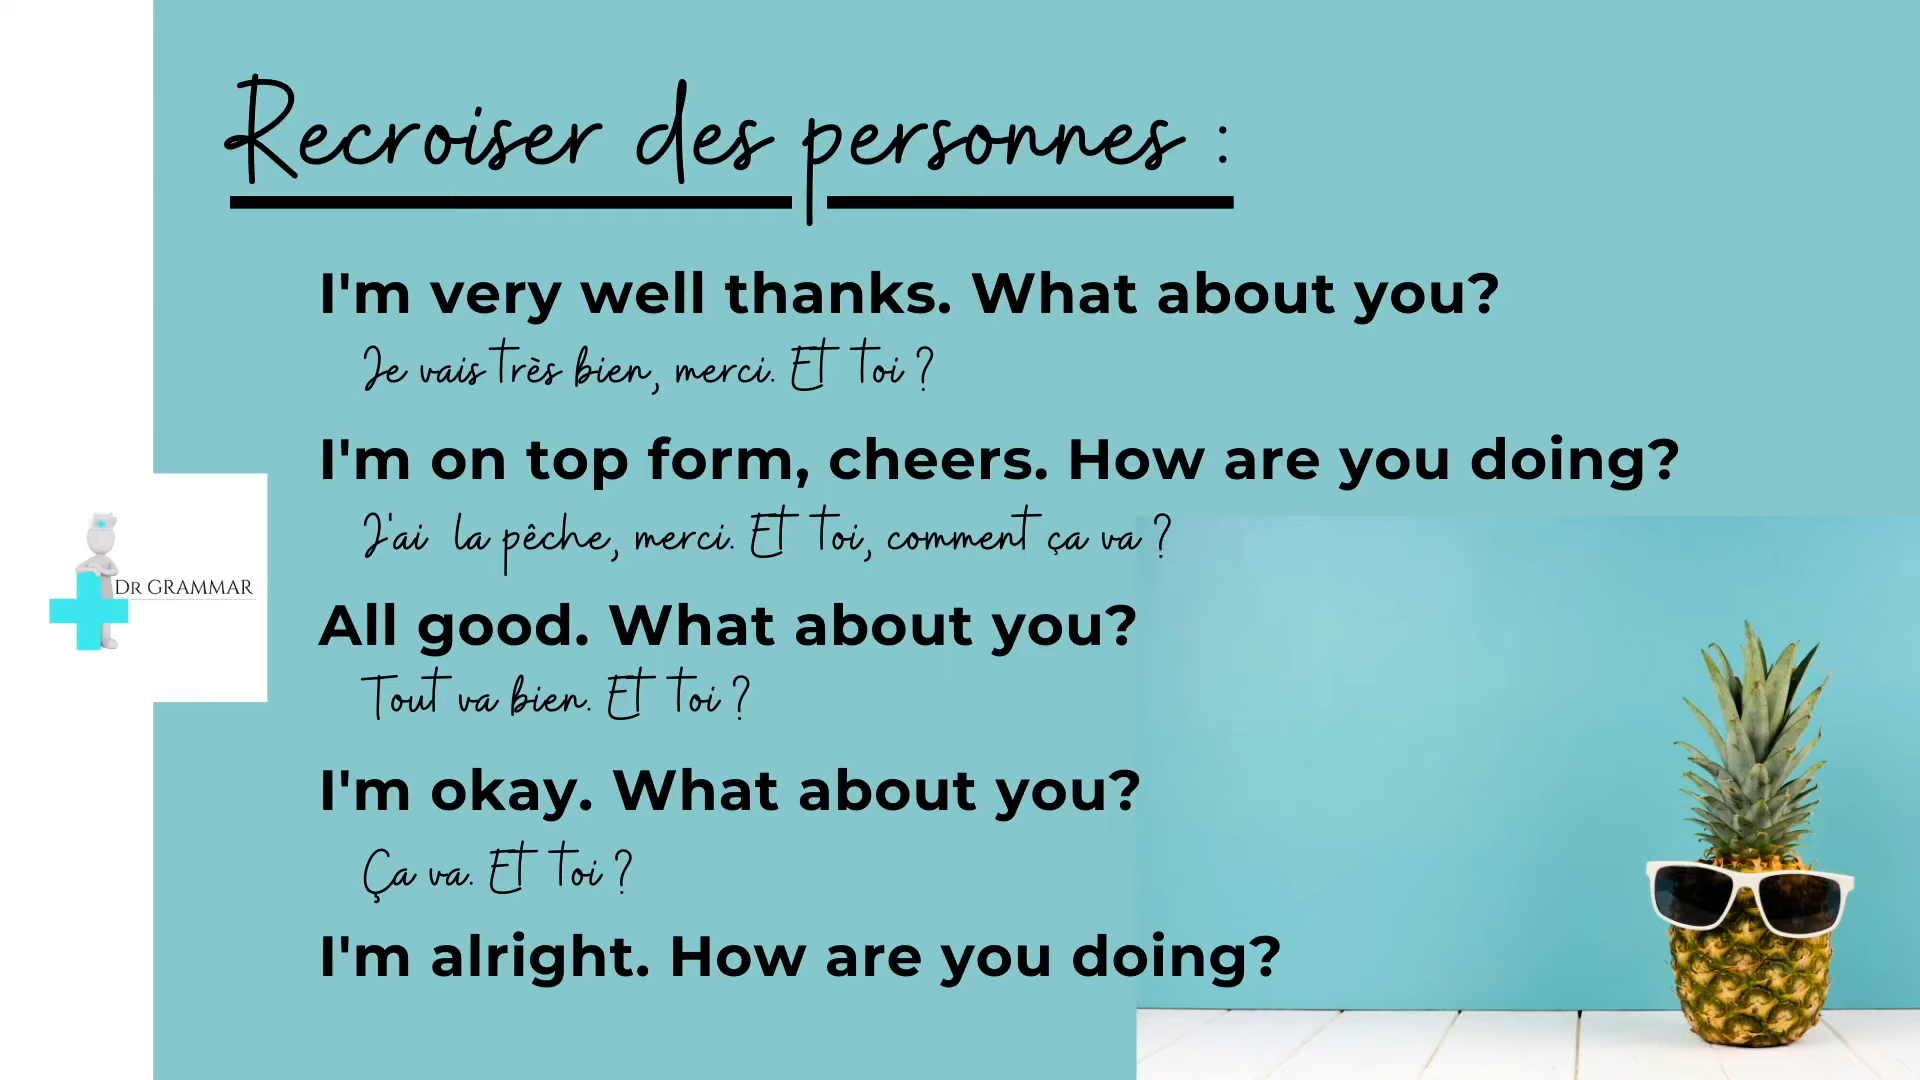 Recroiser des personnes :
I'm very well thanks. What about you?
Je vais très bien, merci. Et toi ?
I'm on top form, cheers. How are you doing?
J'ai la pêche, merci. Et toi, comment ça va ?
All good. What about you?
Tout va bien. Et toi ?
I'm okay. What about you?
Ça va. Et toi ?
I'm alright. How are you doing?
DR GRAMMAR